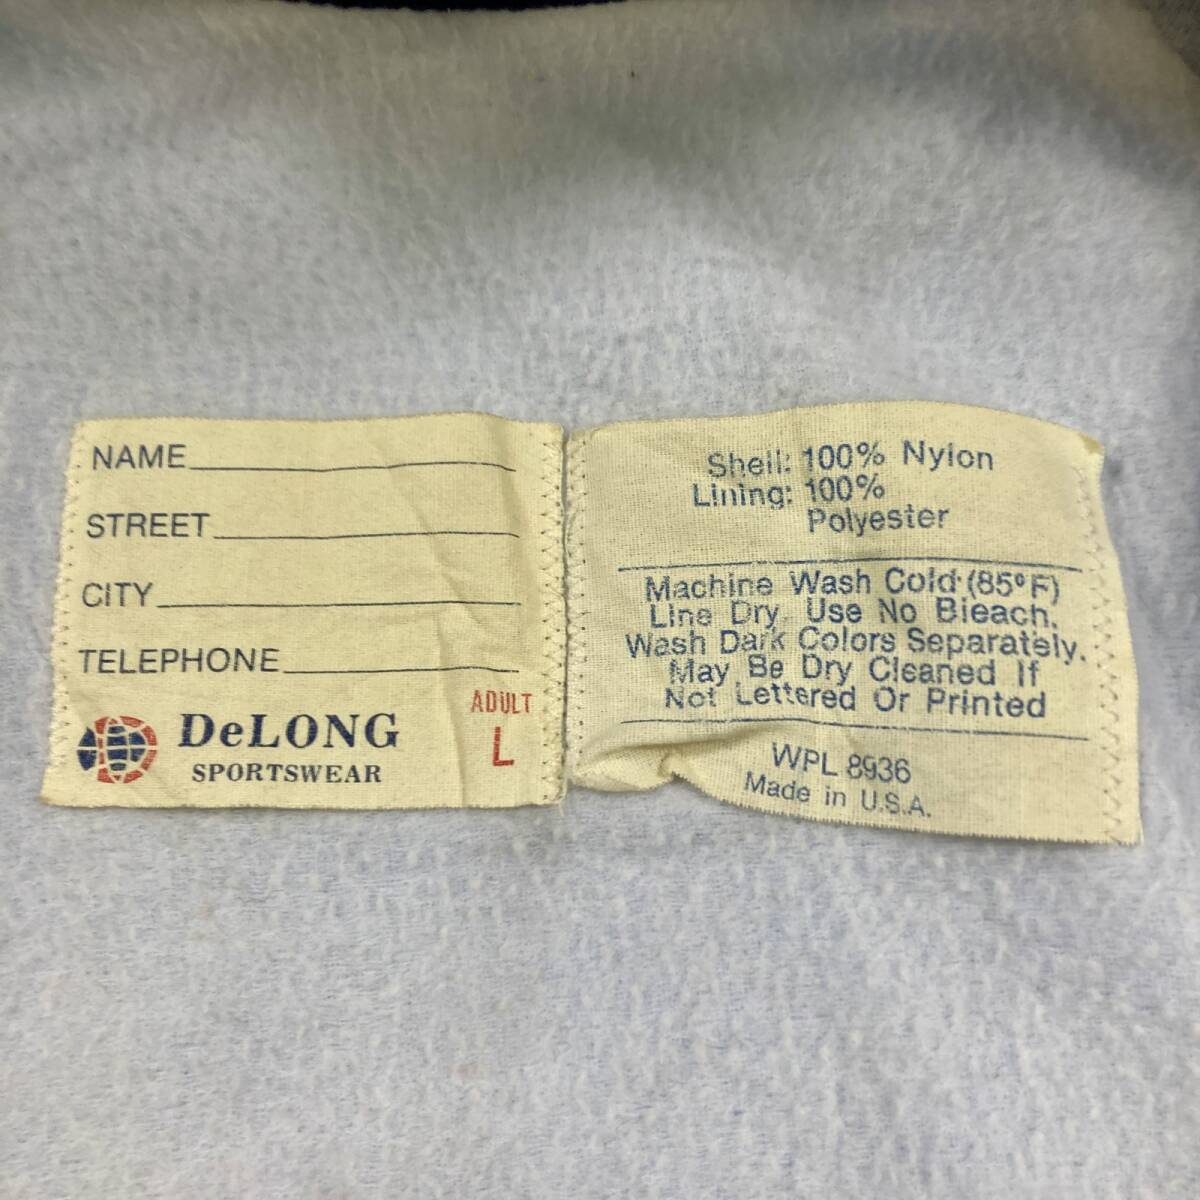 NAME
STREET
CITY
TELEPHONE
DeLONG
SPORTSWEAR
ADULT
L
Shell: 100% Nylon
Lining: 100%
Polyester
Machine Wash Cold (85°F)
Line Dry. Use No Bleach.
Wash Dark Colors Separately.
May Be Dry Cleaned If
Not Lettered Or Printed
WPL 8936
Made in U.S.A.